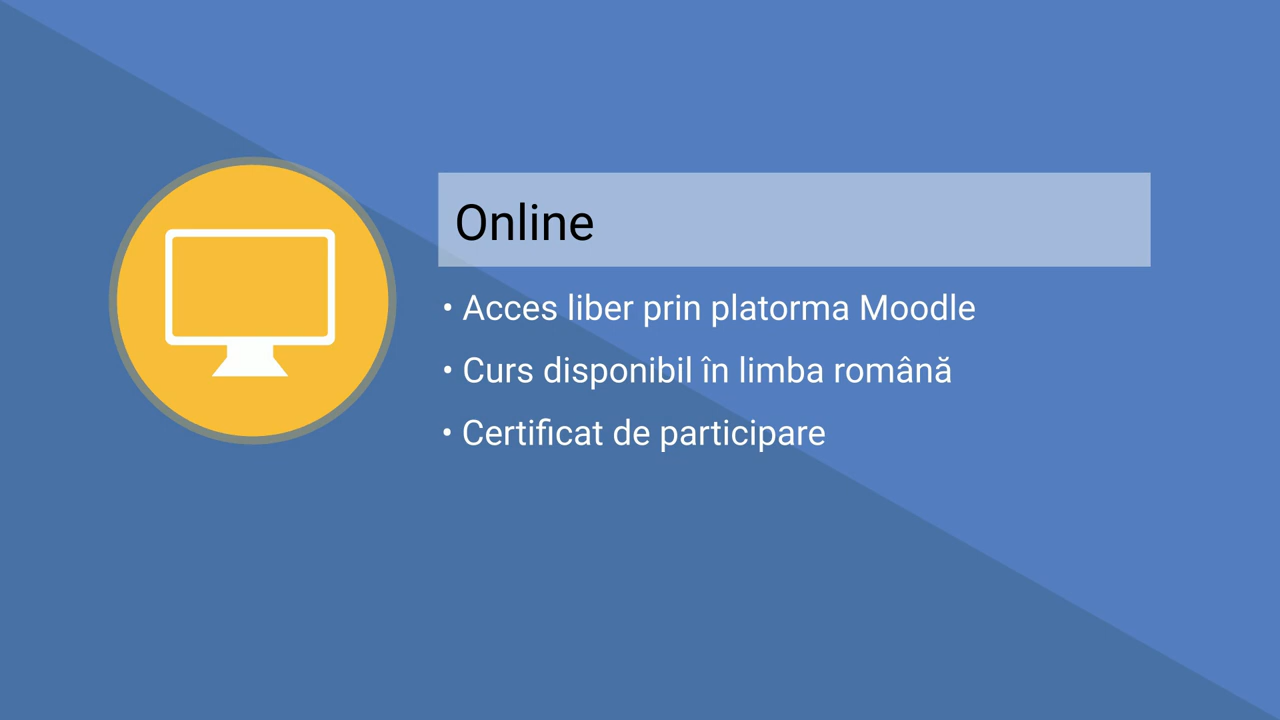 Online
• Acces liber prin platorma Moodle
• Curs disponibil în limba română
• Certificat de participare